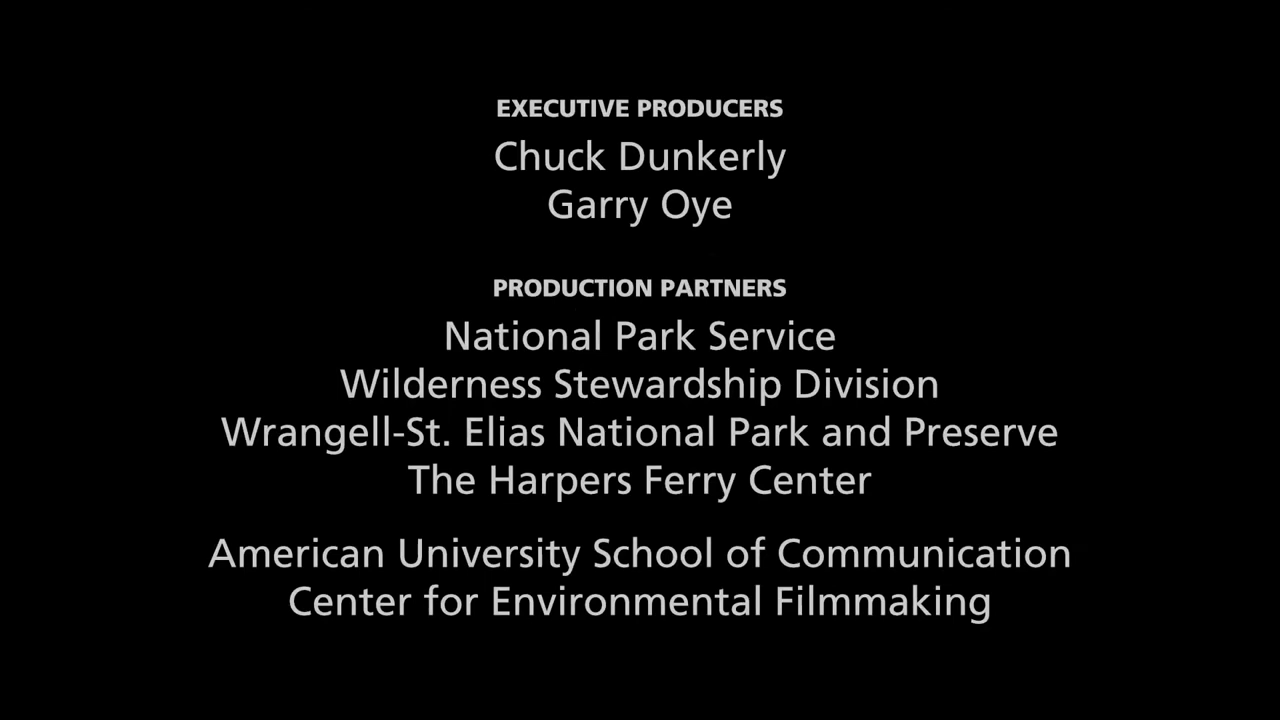 EXECUTIVE PRODUCERS
Chuck Dunkerly
Garry Oye
PRODUCTION PARTNERS
National Park Service
Wilderness Stewardship Division
Wrangell-St. Elias National Park and Preserve
The Harpers Ferry Center
American University School of Communication
Center for Environmental Filmmaking